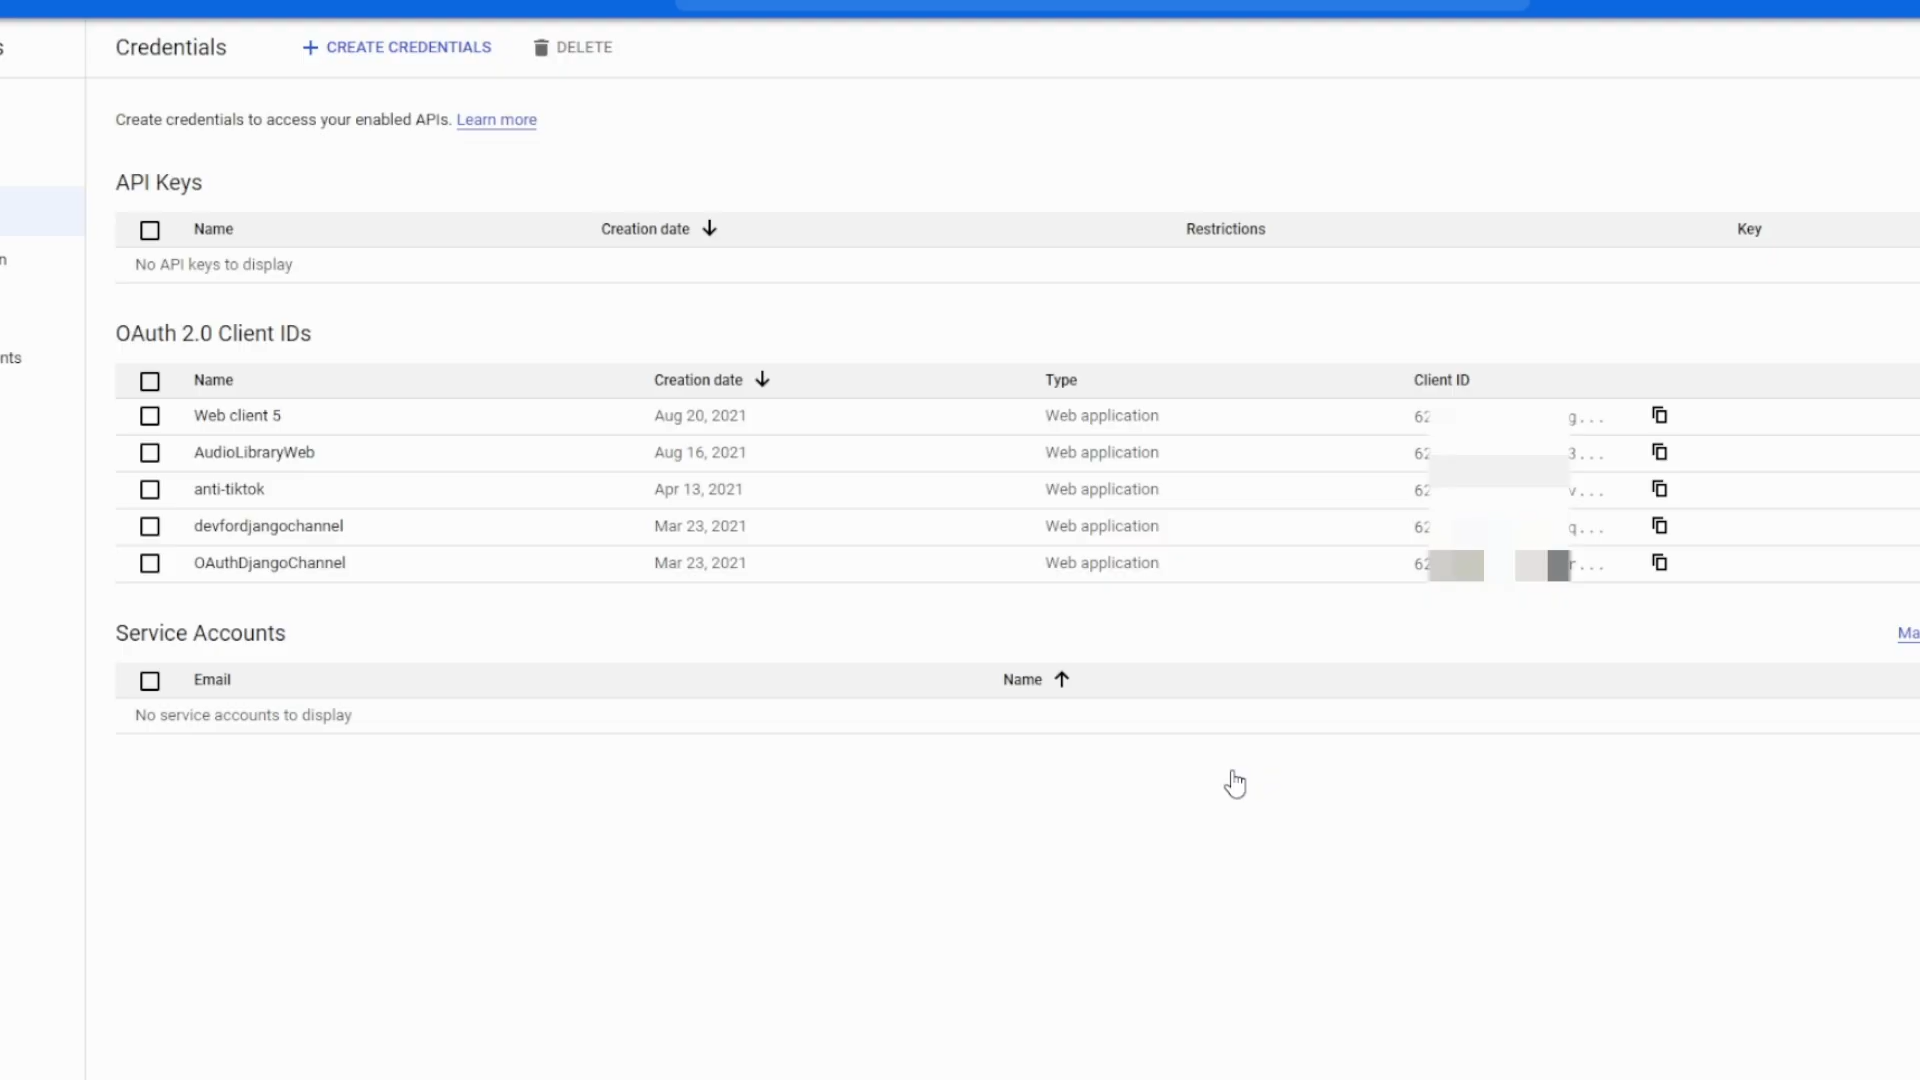 s
Credentials
CREATE CREDENTIALS
DELETE
Create credentials to access your enabled APIs. Learn more
API Keys
Name Creation date Restrictions Key
n
No API keys to display
OAuth 2.0 Client IDs
nts
Name Creation date Type Client ID
Web client 5 Aug 20, 2021 Web application 62 g...
AudioLibraryWeb Aug 16, 2021 Web application 62 3...
anti-tiktok Apr 13, 2021 Web application 62 v...
devfordjangochannel Mar 23, 2021 Web application 62 q...
OAuthDjangoChannel Mar 23, 2021 Web application 62 r...
Service Accounts
Ma
Email Name
No service accounts to display